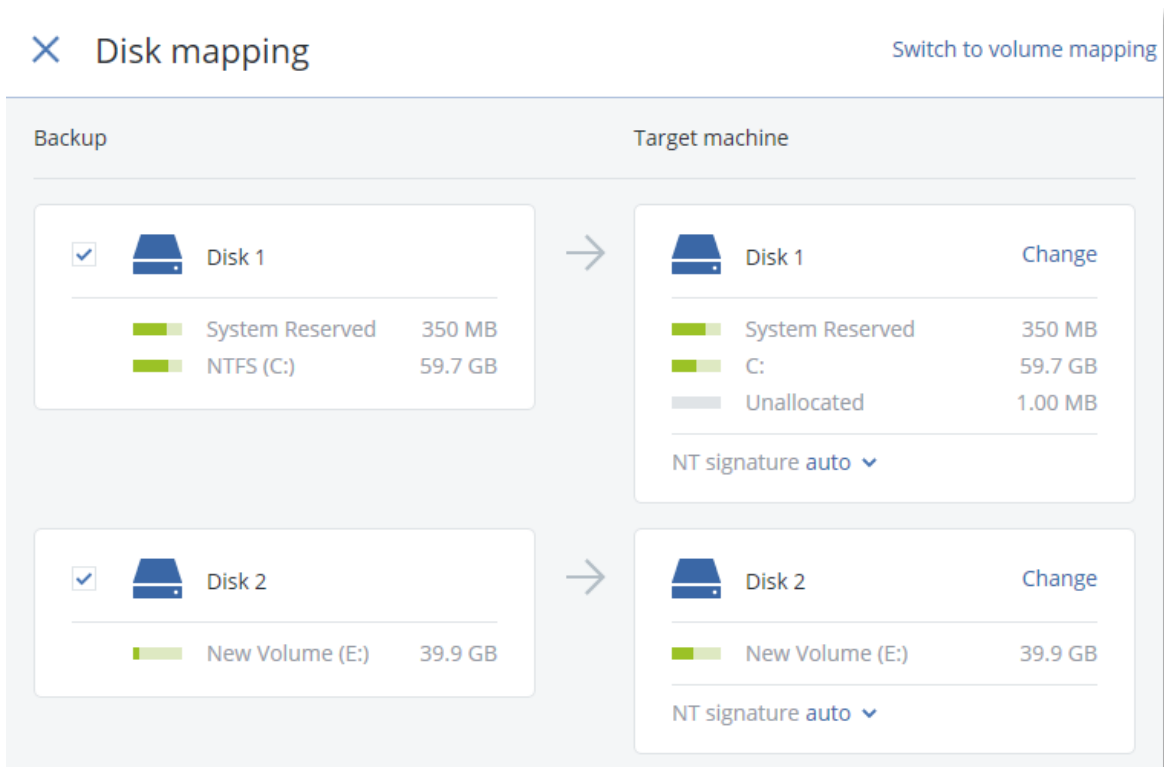 Disk mapping
Switch to volume mapping
Backup
Target machine
Disk 1
System Reserved 350 MB
NTFS (C:) 59.7 GB
Disk 1 Change
System Reserved 350 MB
C: 59.7 GB
Unallocated 1.00 MB
NT signature auto
Disk 2
New Volume (E:) 39.9 GB
Disk 2 Change
New Volume (E:) 39.9 GB
NT signature auto